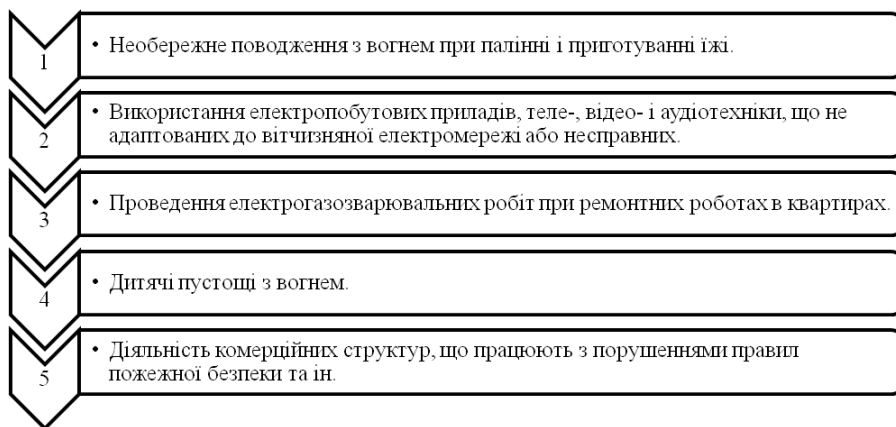 1
• Необережне поводження з вогнем при палінні і приготуванні їжі.
2
• Використання електропобутових приладів, теле-, відео- і аудіотехніки, що не
адаптованих до вітчизняної електромережі або несправних.
3
• Проведення електрогазозварювальних робіт при ремонтних роботах в квартирах.
4
• Дитячі пустощі з вогнем.
5
• Діяльність комерційних структур, що працюють з порушеннями правил
пожежної безпеки та ін.